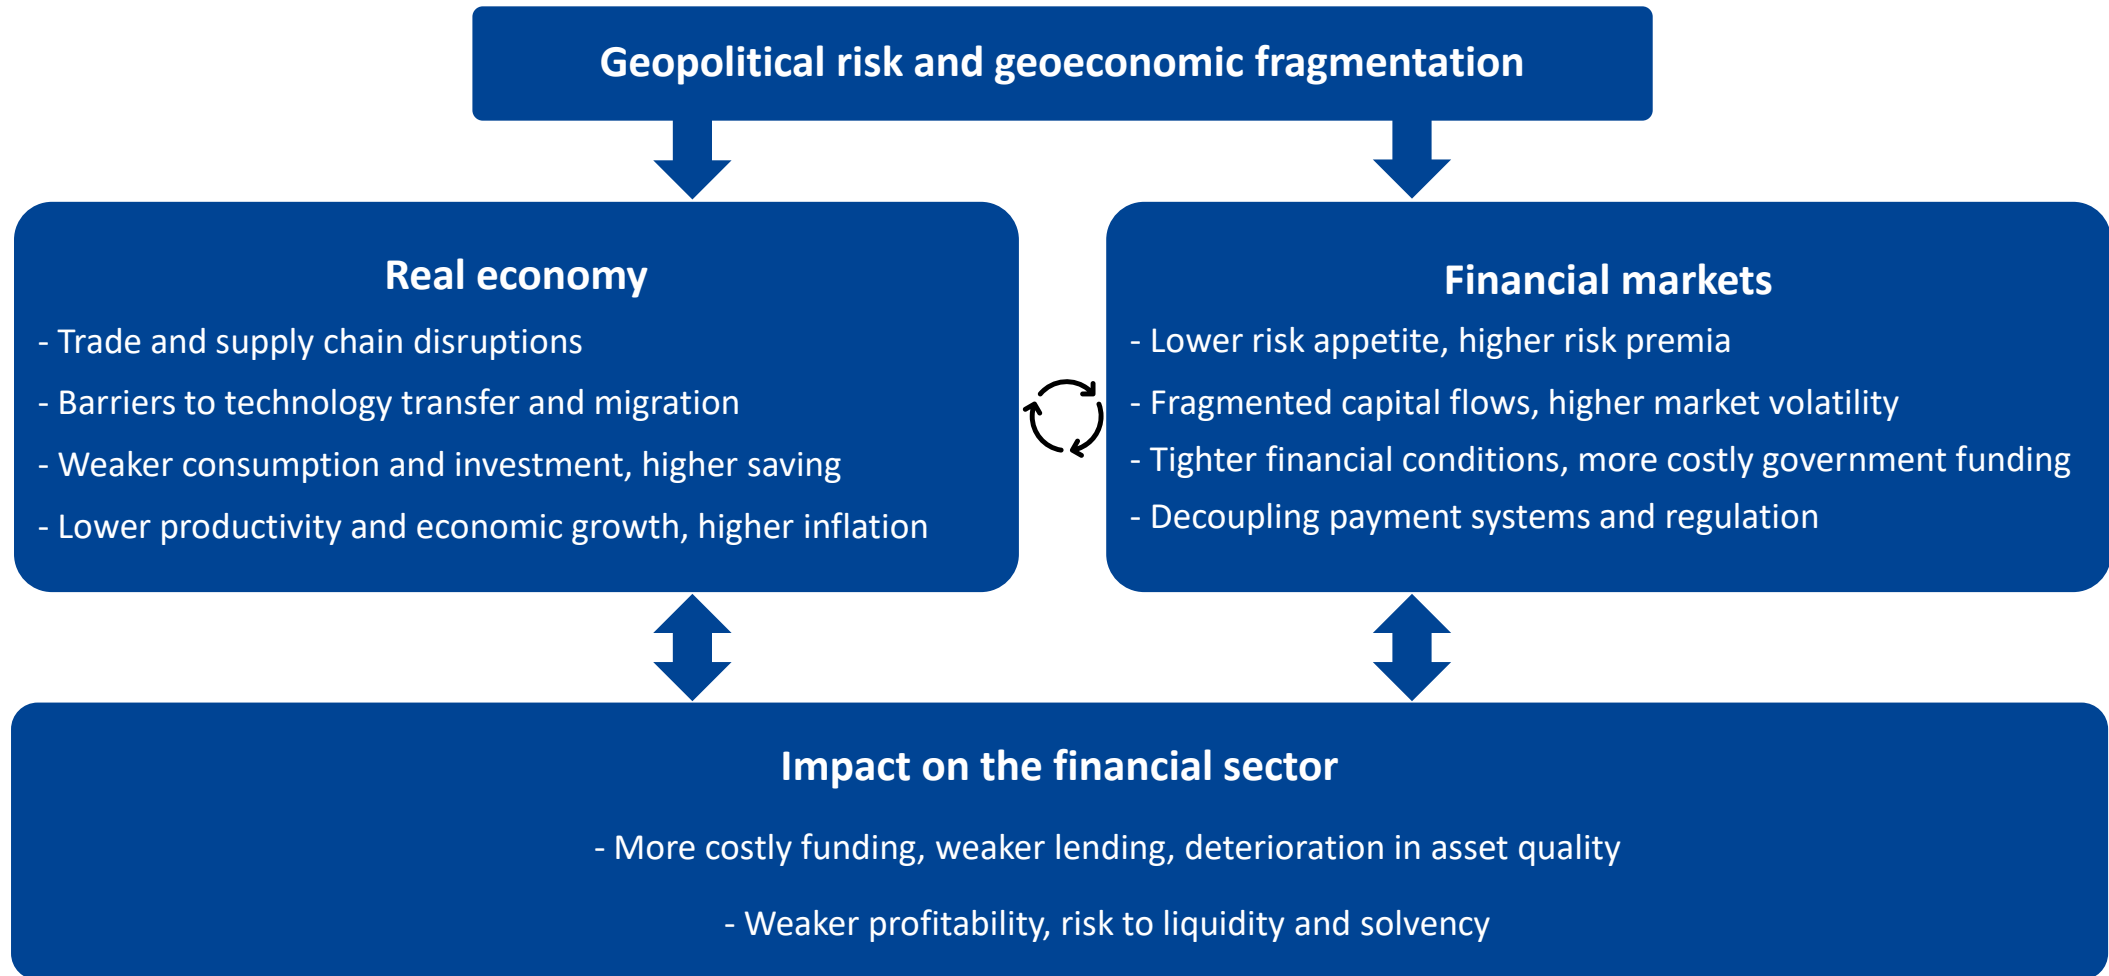 Geopolitical risk and geoeconomic fragmentation
Real economy
- Trade and supply chain disruptions
- Barriers to technology transfer and migration
- Weaker consumption and investment, higher saving
- Lower productivity and economic growth, higher inflation
Financial markets
- Lower risk appetite, higher risk premia
- Fragmented capital flows, higher market volatility
- Tighter financial conditions, more costly government funding
- Decoupling payment systems and regulation
Impact on the financial sector
- More costly funding, weaker lending, deterioration in asset quality
- Weaker profitability, risk to liquidity and solvency